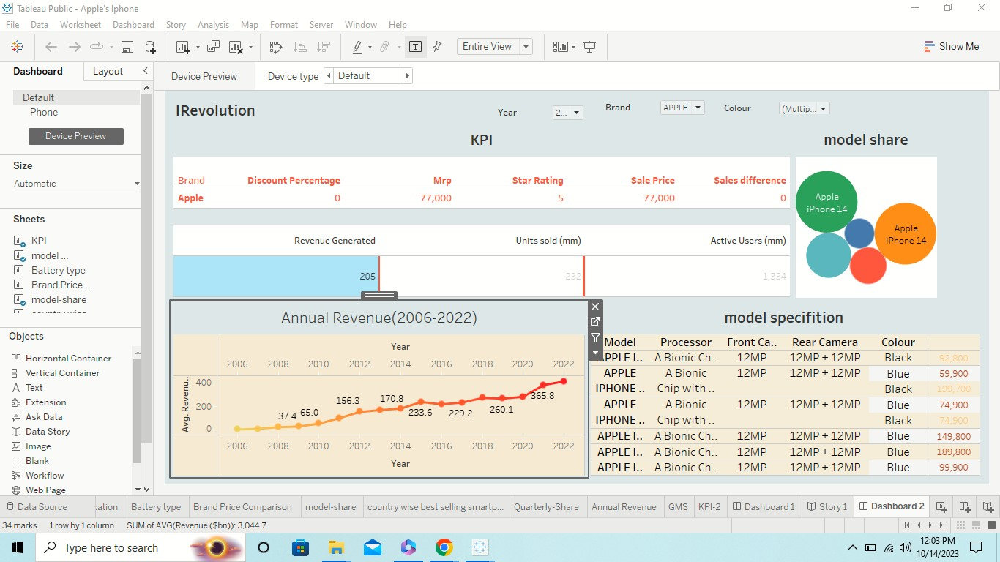 Tableau Public - Apple's Iphone
File Data Worksheet Dashboard Story Analysis Map Format Server Window Help
Entire View
Show Me
Dashboard Layout
Device Preview Device type Default
Default
Phone
Device Preview
Size
Automatic
Sheets
KPI
model ...
Battery type
Brand Price ...
model-share
Objects
Horizontal Container
Vertical Container
Text
Extension
Ask Data
Data Story
Image
Blank
Workflow
Web Page
IRevolution
Year 2... Brand APPLE Colour (Multip...
KPI
Brand Discount Percentage Mrp Star Rating Sale Price Sales difference
Apple 0 77,000 5 77,000 0
Revenue Generated Units sold (mm) Active Users (mm)
205 232 1,334
model share
Apple
iPhone 14
Apple
iPhone 14
Annual Revenue(2006-2022)
Year
2006 2008 2010 2012 2014 2016 2018 2020 2022
Avg. Revenu..
400
200
0
37.4 65.0 156.3 170.8 233.6 229.2 260.1 365.8
2006 2008 2010 2012 2014 2016 2018 2020 2022
Year
model specifition
Model Processor Front Ca.. Rear Camera Colour
APPLE I.. A Bionic Ch.. 12MP 12MP + 12MP Black 92,800
APPLE A Bionic 12MP 12MP + 12MP Blue 59,900
IPHONE .. Chip with .. Black 199,700
APPLE A Bionic 12MP 12MP + 12MP Blue 74,900
IPHONE .. Chip with .. Black 74,900
APPLE I.. A Bionic Ch.. 12MP 12MP + 12MP Blue 149,800
APPLE I.. A Bionic Ch.. 12MP 12MP + 12MP Blue 189,800
APPLE I.. A Bionic Ch.. 12MP 12MP + 12MP Blue 99,900
Data Source :ation Battery type Brand Price Comparison model-share country wise best selling smartp... Quarterly-Share Annual Revenue GMS KPI-2 Dashboard 1 Story 1 Dashboard 2
34 marks 1 row by 1 column SUM of AVG(Revenue ($bn)): 3,044.7
Type here to search
12:03 PM
10/14/2023